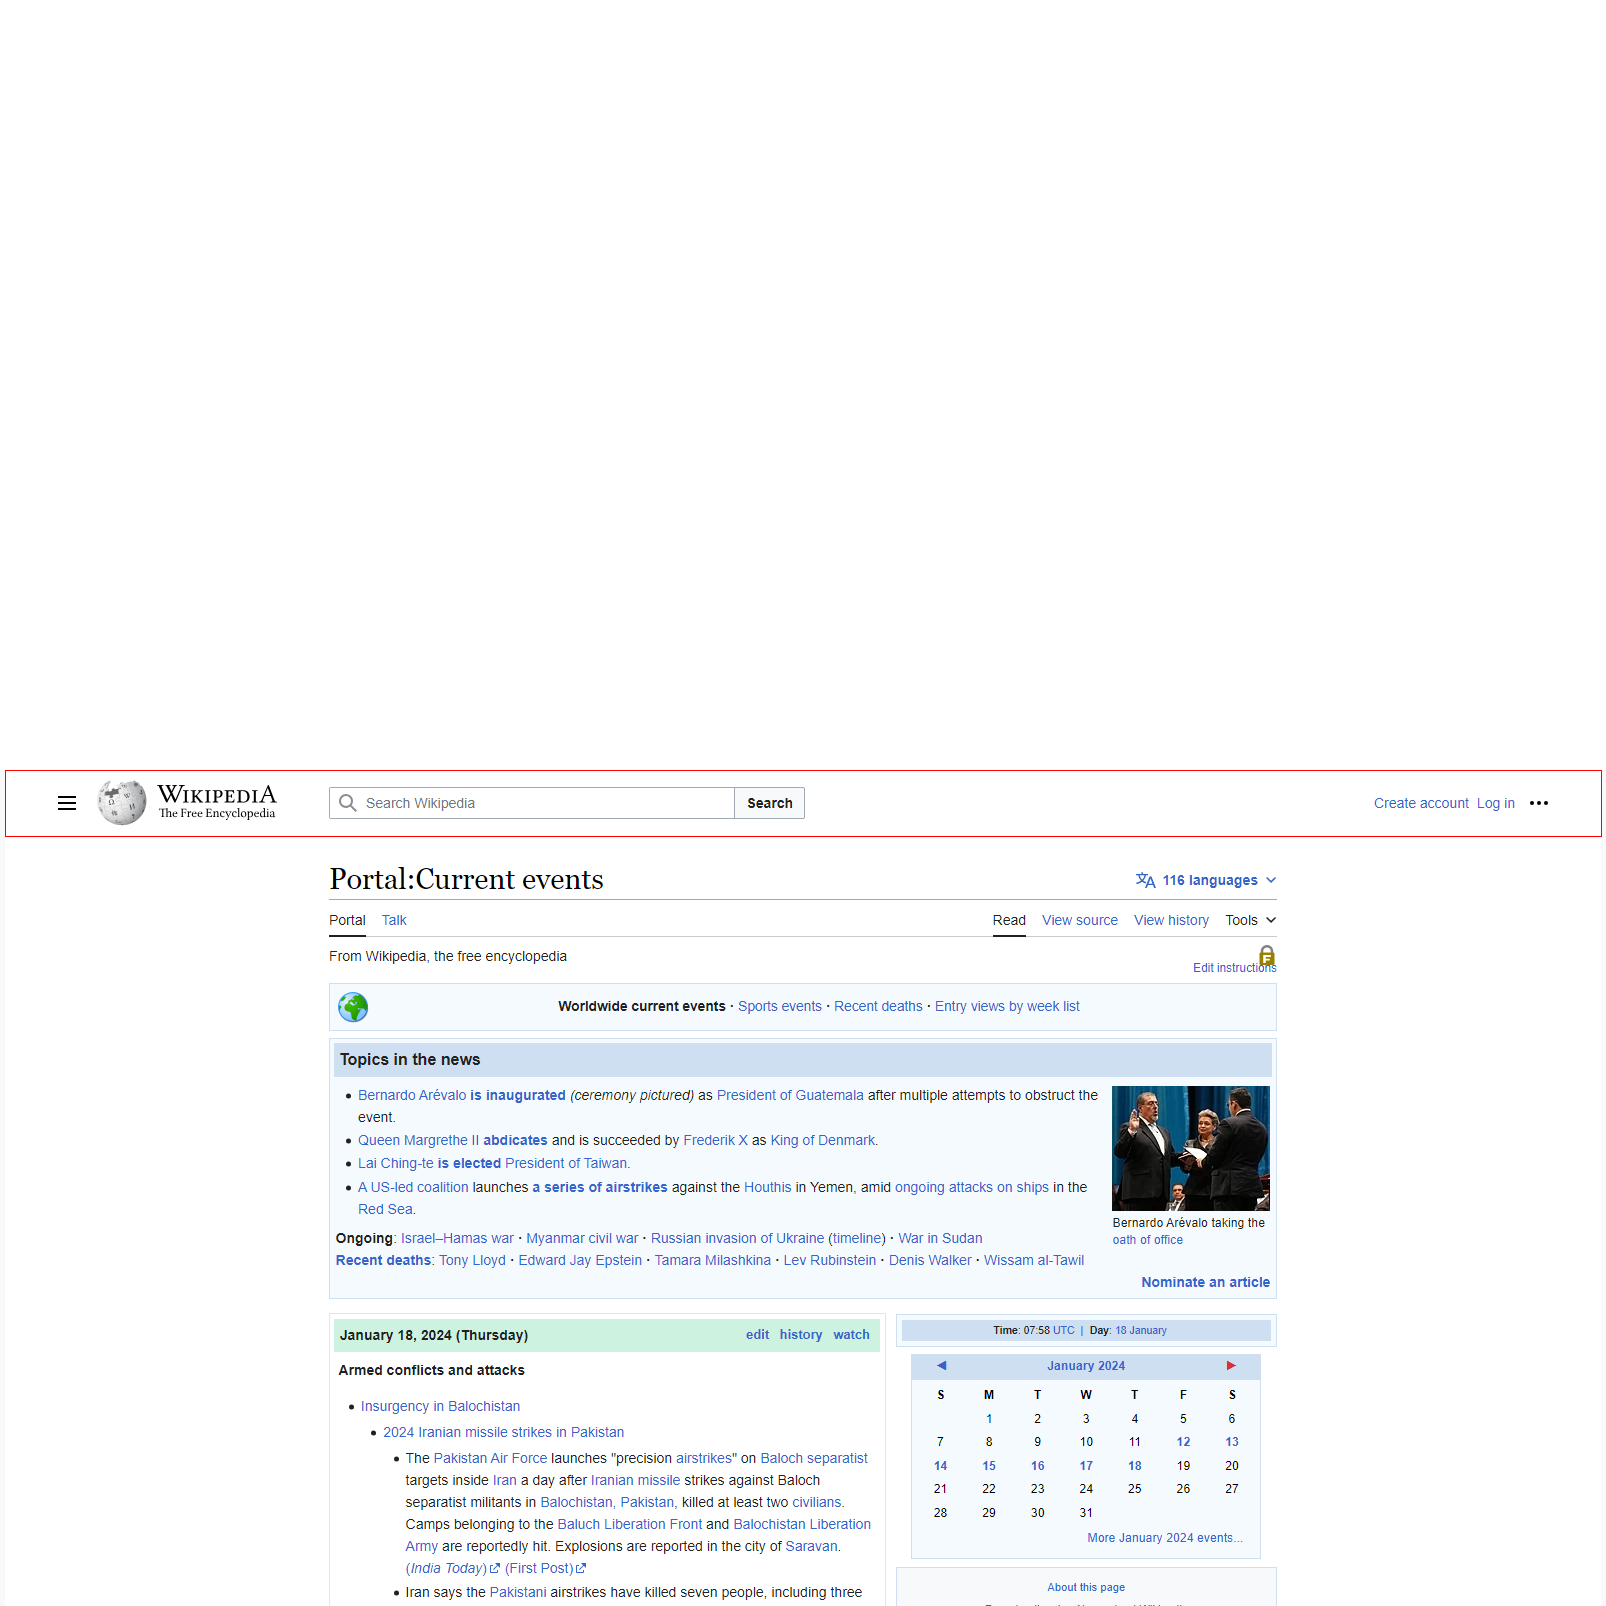 WIKIPEDIA
The Free Encyclopedia
Search Wikipedia
Search
Create account Log in
Portal:Current events
116 languages
Portal Talk
Read View source View history Tools
From Wikipedia, the free encyclopedia
Edit instructions
Worldwide current events · Sports events · Recent deaths · Entry views by week list
Topics in the news
Bernardo Arévalo is inaugurated (ceremony pictured) as President of Guatemala after multiple attempts to obstruct the
event.
Queen Margrethe II abdicates and is succeeded by Frederik X as King of Denmark.
Lai Ching-te is elected President of Taiwan.
A US-led coalition launches a series of airstrikes against the Houthis in Yemen, amid ongoing attacks on ships in the
Red Sea.
Bernardo Arévalo taking the
oath of office
Ongoing: Israel–Hamas war · Myanmar civil war · Russian invasion of Ukraine (timeline) · War in Sudan
Recent deaths: Tony Lloyd · Edward Jay Epstein · Tamara Milashkina · Lev Rubinstein · Denis Walker · Wissam al-Tawil
Nominate an article
January 18, 2024 (Thursday)
edit history watch
Armed conflicts and attacks
Insurgency in Balochistan
2024 Iranian missile strikes in Pakistan
The Pakistan Air Force launches "precision airstrikes" on Baloch separatist
targets inside Iran a day after Iranian missile strikes against Baloch
separatist militants in Balochistan, Pakistan, killed at least two civilians.
Camps belonging to the Baluch Liberation Front and Balochistan Liberation
Army are reportedly hit. Explosions are reported in the city of Saravan.
(India Today) (First Post)
Iran says the Pakistani airstrikes have killed seven people, including three
Time: 07:58 UTC | Day: 18 January
◀ January 2024 ▶
S M T W T F S
1 2 3 4 5 6
7 8 9 10 11 12 13
14 15 16 17 18 19 20
21 22 23 24 25 26 27
28 29 30 31
More January 2024 events...
About this page